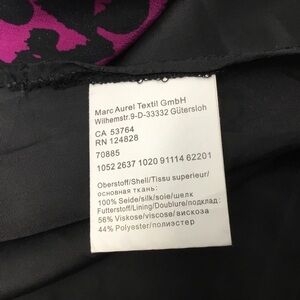 Marc Aurel Textil GmbH
Wilhemstr.9-D-33332 Gütersloh
CA 53764
RN 124828
70885
1052 2637 1020 91114 62201
Oberstoff/Shell/Tissu superieur/
основная ткань:
100% Seide/silk/soie/шелк
Futterstoff/Lining/Doublure/подклад:
56% Viskose/viscose/вискоза
44% Polyester/полиэстер